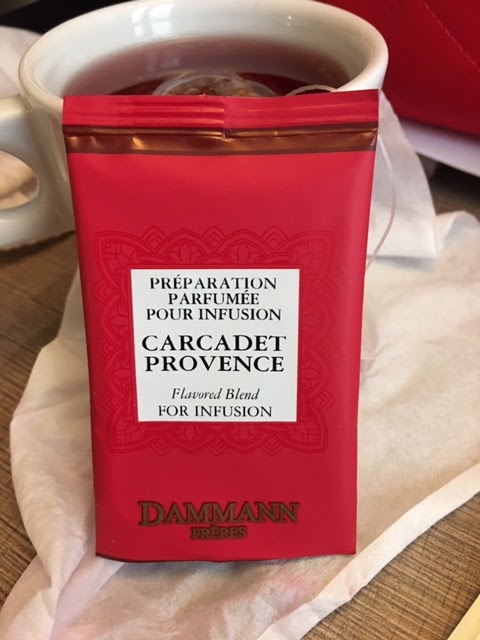 PRÉPARATION
PARFUMÉE
POUR INFUSION
CARCADET
PROVENCE
Flavored Blend
FOR INFUSION
DAMMANN
FRÈRES